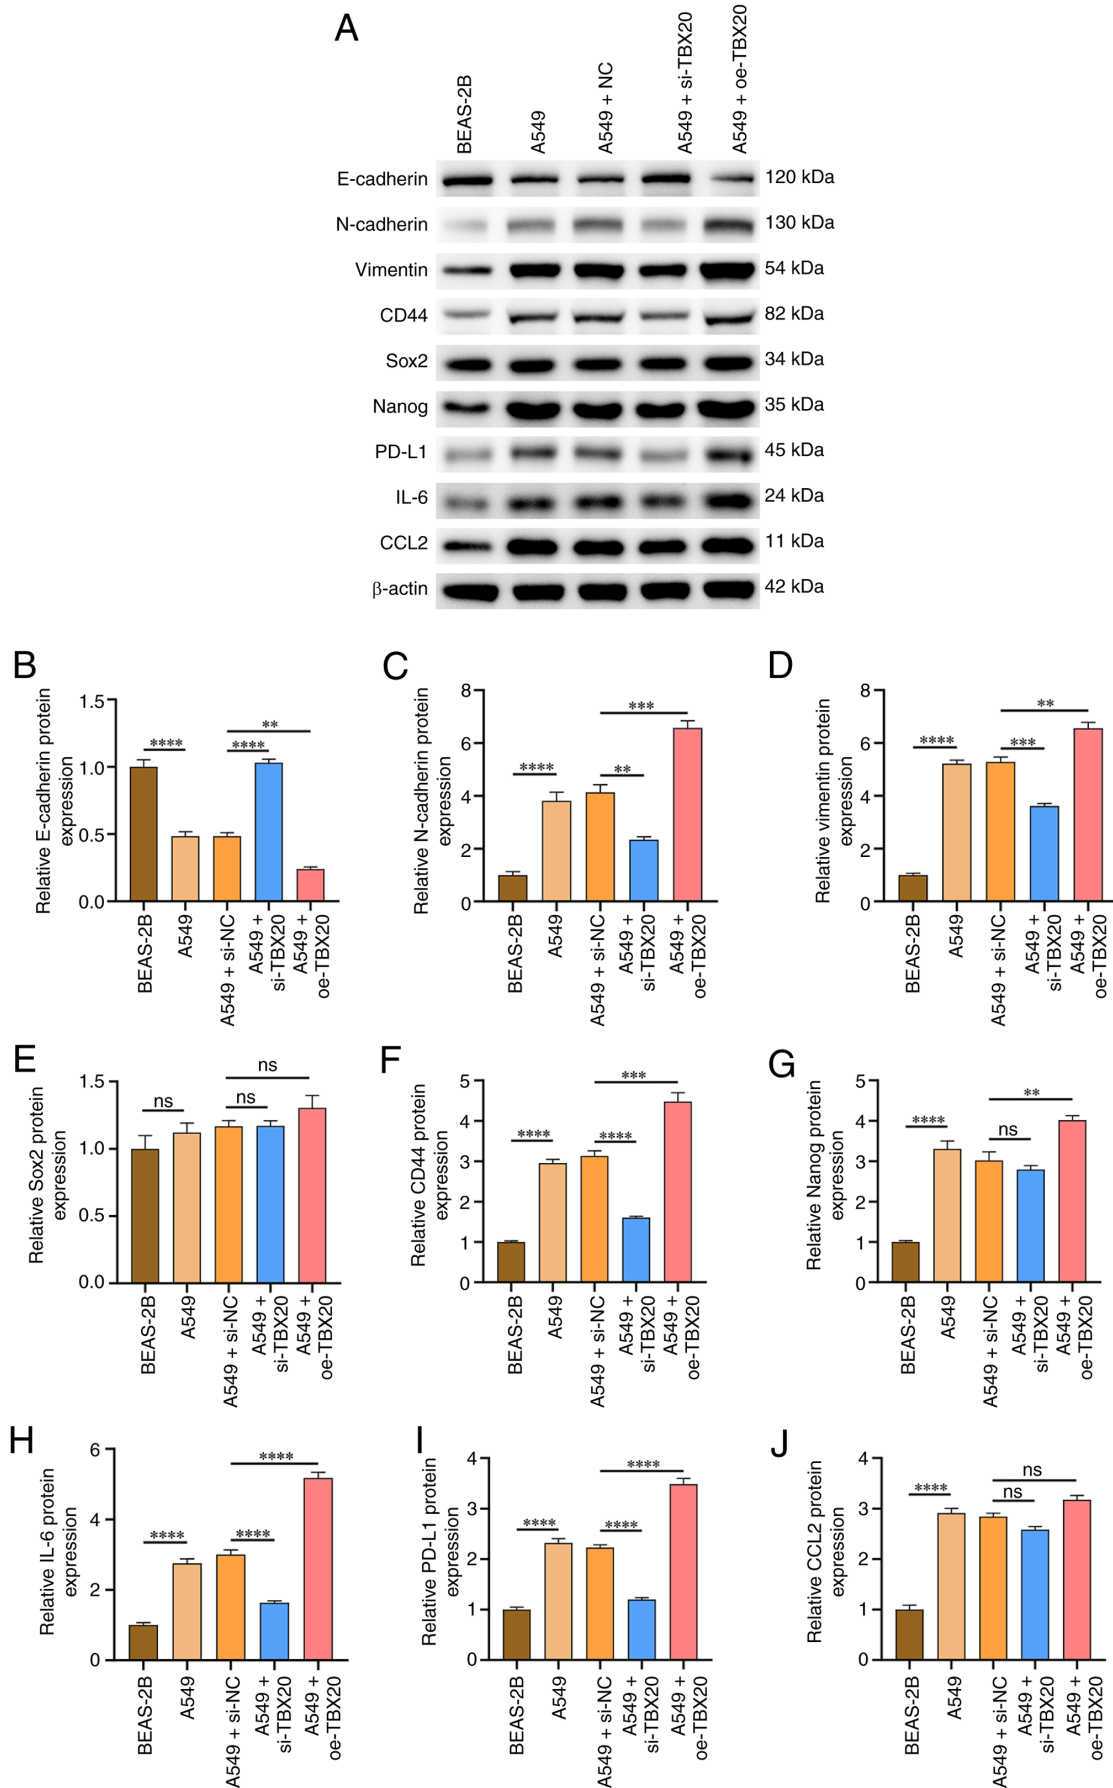 A
BEAS-2B
A549
A549 + NC
A549 + si-TBX20
A549 + oe-TBX20
E-cadherin 120 kDa
N-cadherin 130 kDa
Vimentin 54 kDa
CD44 82 kDa
Sox2 34 kDa
Nanog 35 kDa
PD-L1 45 kDa
IL-6 24 kDa
CCL2 11 kDa
β-actin 42 kDa
B
Relative E-cadherin protein
expression
1.5
1.0
0.5
0.0
**** **** **
BEAS-2B
A549
A549 + si-NC
A549 +
si-TBX20
A549 +
oe-TBX20
C
Relative N-cadherin protein
expression
8
6
4
2
0
**** ** ***
BEAS-2B
A549
A549 + si-NC
A549 +
si-TBX20
A549 +
oe-TBX20
D
Relative vimentin protein
expression
8
6
4
2
0
**** *** **
BEAS-2B
A549
A549 + si-NC
A549 +
si-TBX20
A549 +
oe-TBX20
E
Relative Sox2 protein
expression
1.5
1.0
0.5
0.0
ns ns ns
BEAS-2B
A549
A549 + si-NC
A549 +
si-TBX20
A549 +
oe-TBX20
F
Relative CD44 protein
expression
5
4
3
2
1
0
**** **** ***
BEAS-2B
A549
A549 + si-NC
A549 +
si-TBX20
A549 +
oe-TBX20
G
Relative Nanog protein
expression
5
4
3
2
1
0
**** ns **
BEAS-2B
A549
A549 + si-NC
A549 +
si-TBX20
A549 +
oe-TBX20
H
Relative IL-6 protein
expression
6
4
2
0
**** **** ****
BEAS-2B
A549
A549 + si-NC
A549 +
si-TBX20
A549 +
oe-TBX20
I
Relative PD-L1 protein
expression
4
3
2
1
0
**** **** ****
BEAS-2B
A549
A549 + si-NC
A549 +
si-TBX20
A549 +
oe-TBX20
J
Relative CCL2 protein
expression
4
3
2
1
0
**** ns ns
BEAS-2B
A549
A549 + si-NC
A549 +
si-TBX20
A549 +
oe-TBX20